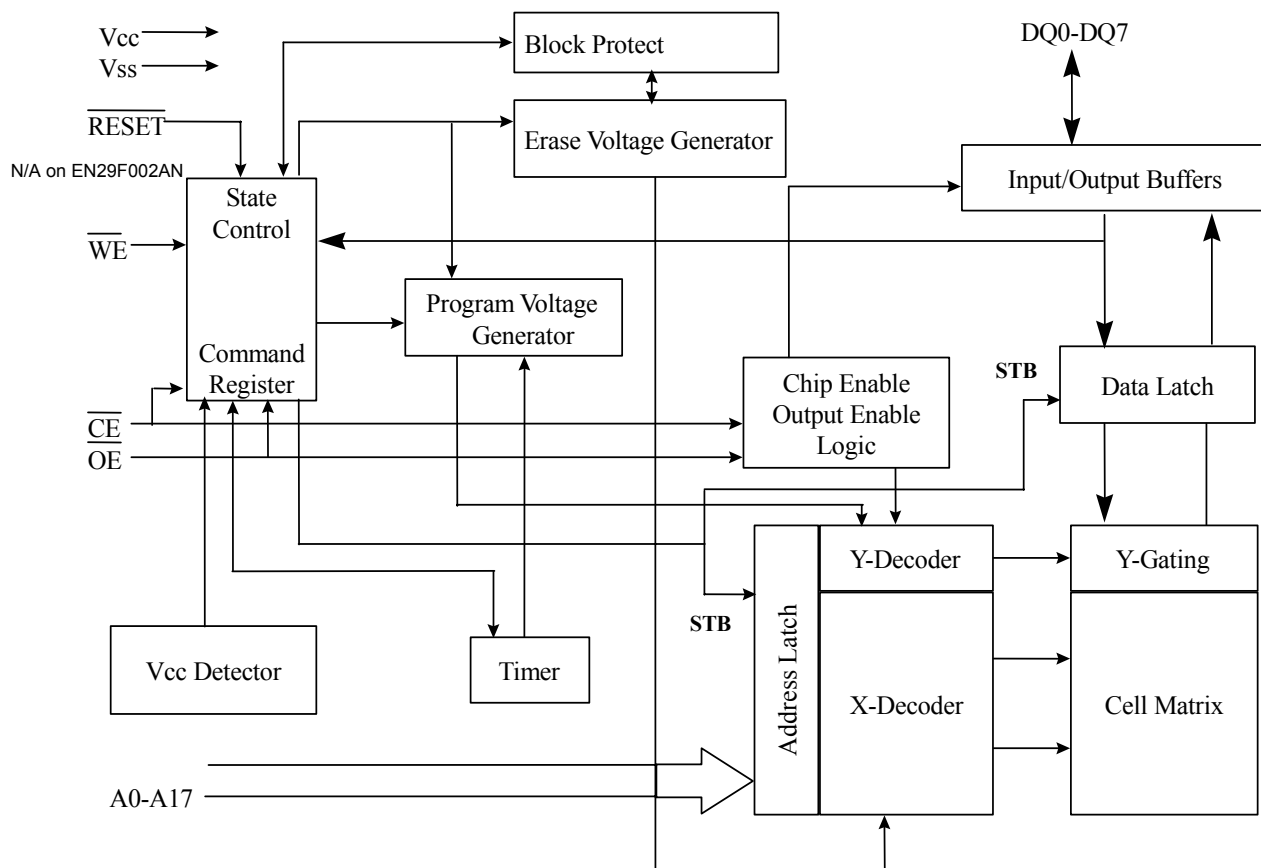 Vcc
Vss
RESET
N/A on EN29F002AN
WE
CE
OE
State
Control
Command
Register
Block Protect
Erase Voltage Generator
Program Voltage
Generator
DQ0-DQ7
Input/Output Buffers
Chip Enable
Output Enable
Logic
STB
Data Latch
STB
Address Latch
Y-Decoder
X-Decoder
Y-Gating
Cell Matrix
Vcc Detector
Timer
A0-A17